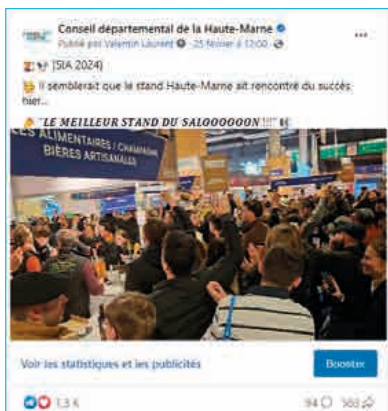 Conseil départemental de la Haute-Marne
Publié par Valentin Laurent · 25 février à 12:00 ·
[SIA 2024]
Il semblerait que le stand Haute-Marne ait rencontré du succès
hier...
"LE MEILLEUR STAND DU SALOOOOOON !!!"
LES ALIMENTAIRES / CHAMPAGNE
BIÈRES ARTISANALES
Voir les statistiques et les publicités
Booster
1,3 K
94